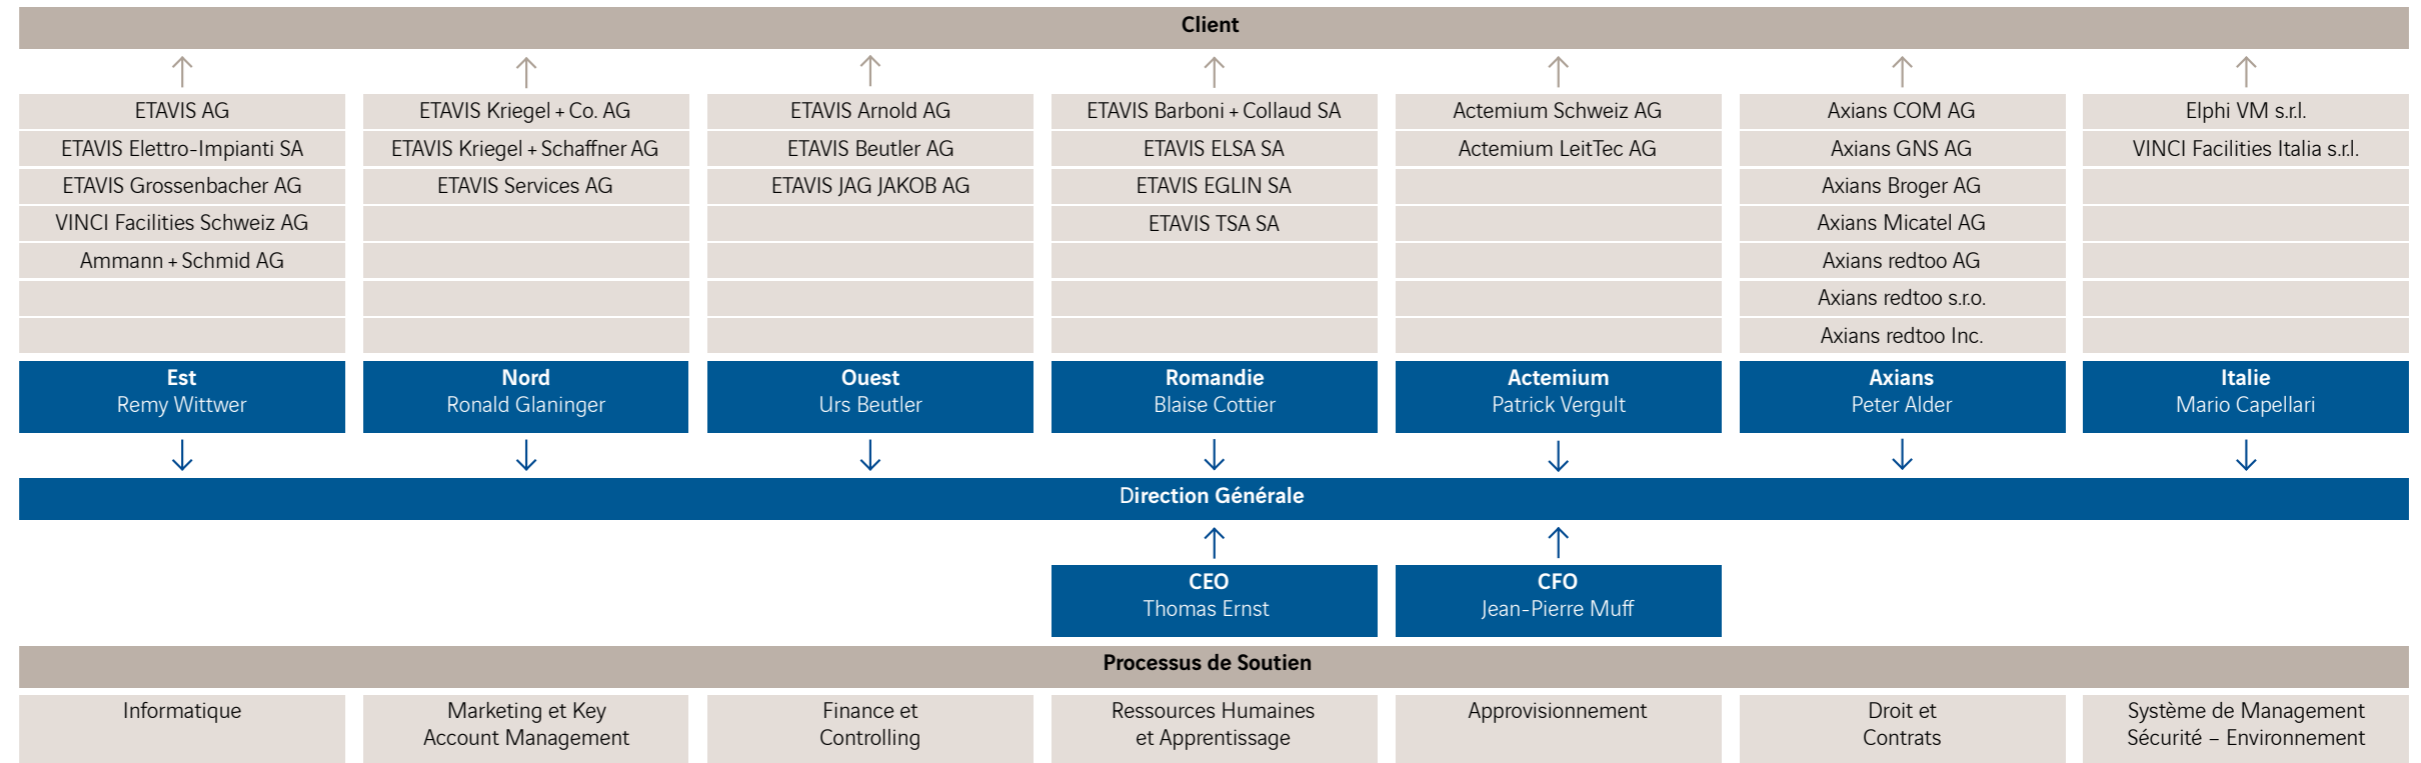 Client
ETAVIS AG
ETAVIS Elettro-Impianti SA
ETAVIS Grossenbacher AG
VINCI Facilities Schweiz AG
Ammann + Schmid AG
Est
Remy Wittwer
ETAVIS Kriegel + Co. AG
ETAVIS Kriegel + Schaffner AG
ETAVIS Services AG
Nord
Ronald Glaninger
ETAVIS Arnold AG
ETAVIS Beutler AG
ETAVIS JAG JAKOB AG
Ouest
Urs Beutler
ETAVIS Barboni + Collaud SA
ETAVIS ELSA SA
ETAVIS EGLIN SA
ETAVIS TSA SA
Romandie
Blaise Cottier
Actemium Schweiz AG
Actemium LeitTec AG
Actemium
Patrick Vergult
Axians COM AG
Axians GNS AG
Axians Broger AG
Axians Micatel AG
Axians redtoo AG
Axians redtoo s.r.o.
Axians redtoo Inc.
Axians
Peter Alder
Elphi VM s.r.l.
VINCI Facilities Italia s.r.l.
Italie
Mario Capellari
Direction Générale
CEO
Thomas Ernst
CFO
Jean-Pierre Muff
Processus de Soutien
Informatique
Marketing et Key
Account Management
Finance et
Controlling
Ressources Humaines
et Apprentissage
Approvisionnement
Droit et
Contrats
Système de Management
Sécurité – Environnement